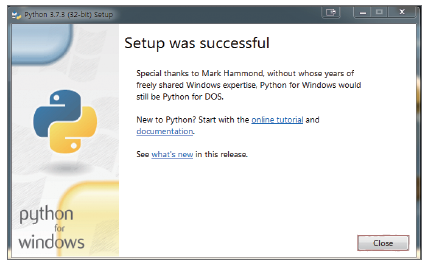 Python 3.7.3 (32-bit) Setup
Setup was successful
Special thanks to Mark Hammond, without whose years of
freely shared Windows expertise, Python for Windows would
still be Python for DOS.
New to Python? Start with the online tutorial and
documentation.
See what's new in this release.
python
for
windows
Close